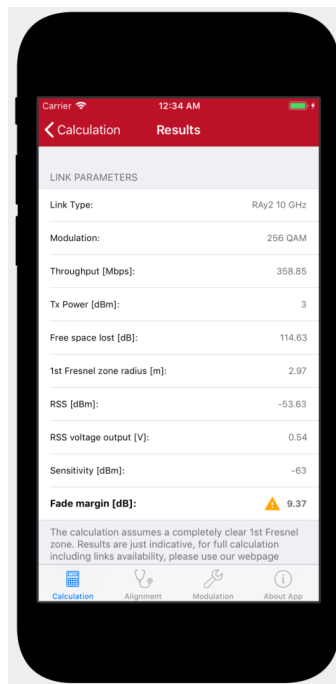 Carrier 12:34 AM
Calculation Results
LINK PARAMETERS
Link Type: RAy2 10 GHz
Modulation: 256 QAM
Throughput [Mbps]: 358.85
Tx Power [dBm]: 3
Free space lost [dB]: 114.63
1st Fresnel zone radius [m]: 2.97
RSS [dBm]: -53.63
RSS voltage output [V]: 0.54
Sensitivity [dBm]: -63
Fade margin [dB]: 9.37
The calculation assumes a completely clear 1st Fresnel
zone. Results are just indicative, for full calculation
including links availability, please use our webpage
Calculation Alignment Modulation About App